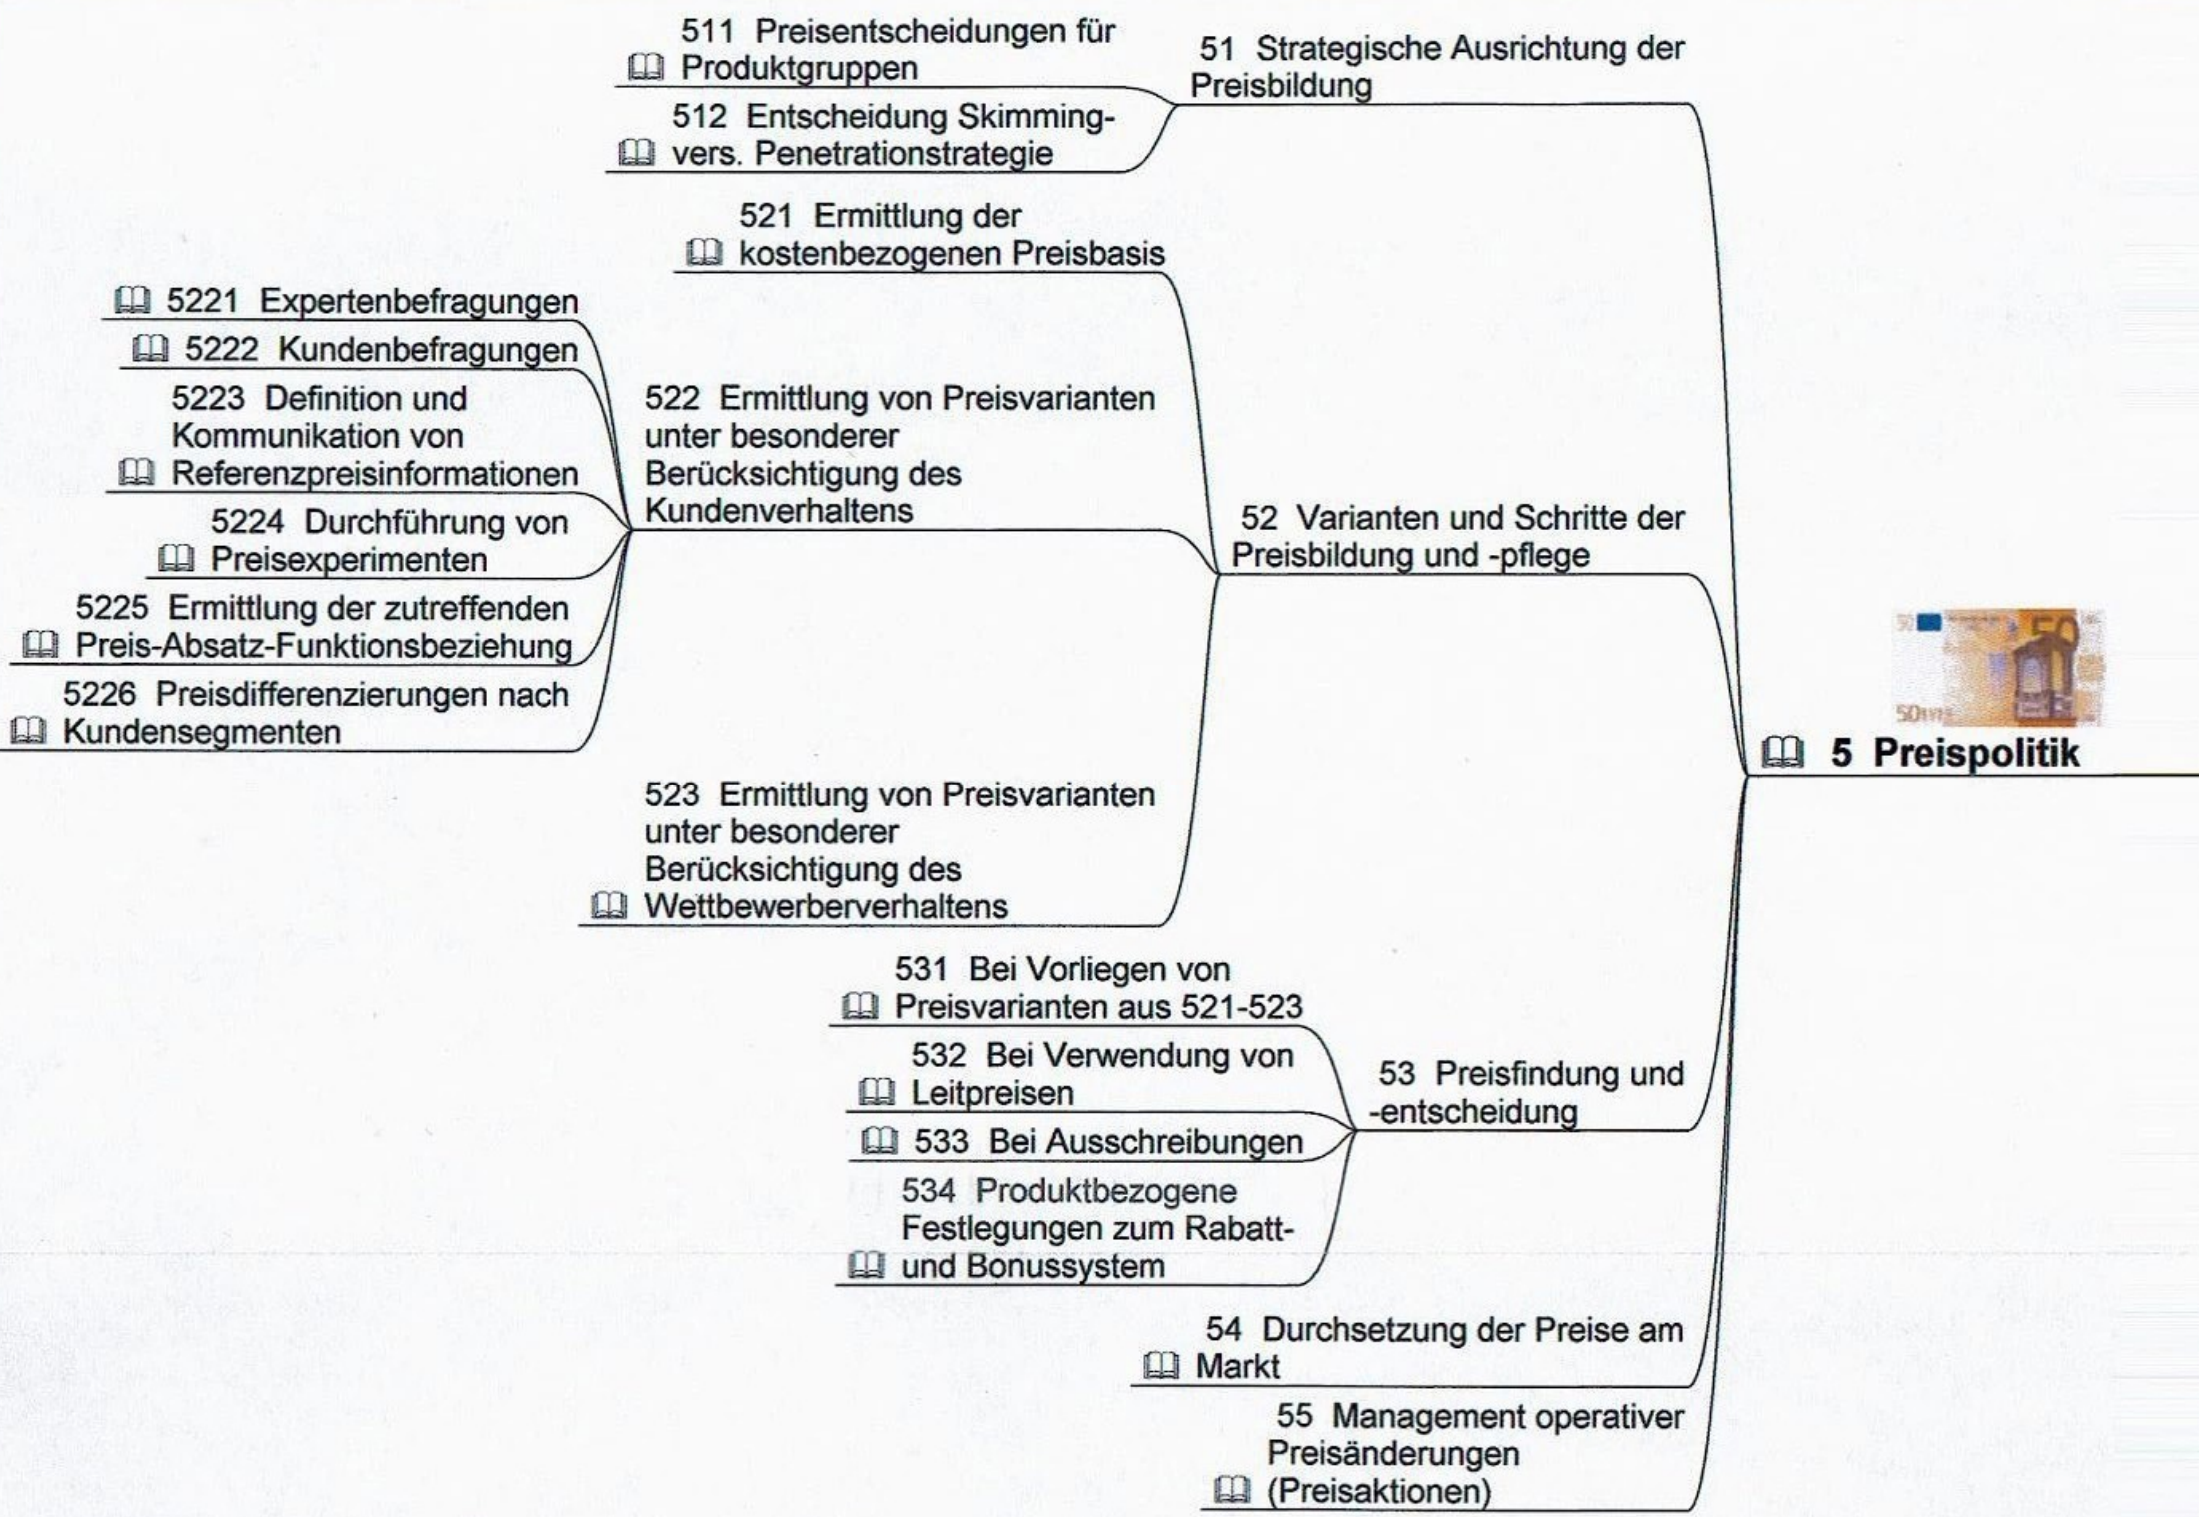 511 Preisentscheidungen für
Produktgruppen
51 Strategische Ausrichtung der
Preisbildung
512 Entscheidung Skimming-
vers. Penetrationstrategie
521 Ermittlung der
kostenbezogenen Preisbasis
5221 Expertenbefragungen
5222 Kundenbefragungen
5223 Definition und
Kommunikation von
Referenzpreisinformationen
5224 Durchführung von
Preisexperimenten
5225 Ermittlung der zutreffenden
Preis-Absatz-Funktionsbeziehung
5226 Preisdifferenzierungen nach
Kundensegmenten
522 Ermittlung von Preisvarianten
unter besonderer
Berücksichtigung des
Kundenverhaltens
52 Varianten und Schritte der
Preisbildung und -pflege
50
50
50
5 Preispolitik
523 Ermittlung von Preisvarianten
unter besonderer
Berücksichtigung des
Wettbewerberverhaltens
531 Bei Vorliegen von
Preisvarianten aus 521-523
532 Bei Verwendung von
Leitpreisen
533 Bei Ausschreibungen
534 Produktbezogene
Festlegungen zum Rabatt-
und Bonussystem
53 Preisfindung und
-entscheidung
54 Durchsetzung der Preise am
Markt
55 Management operativer
Preisänderungen
(Preisaktionen)